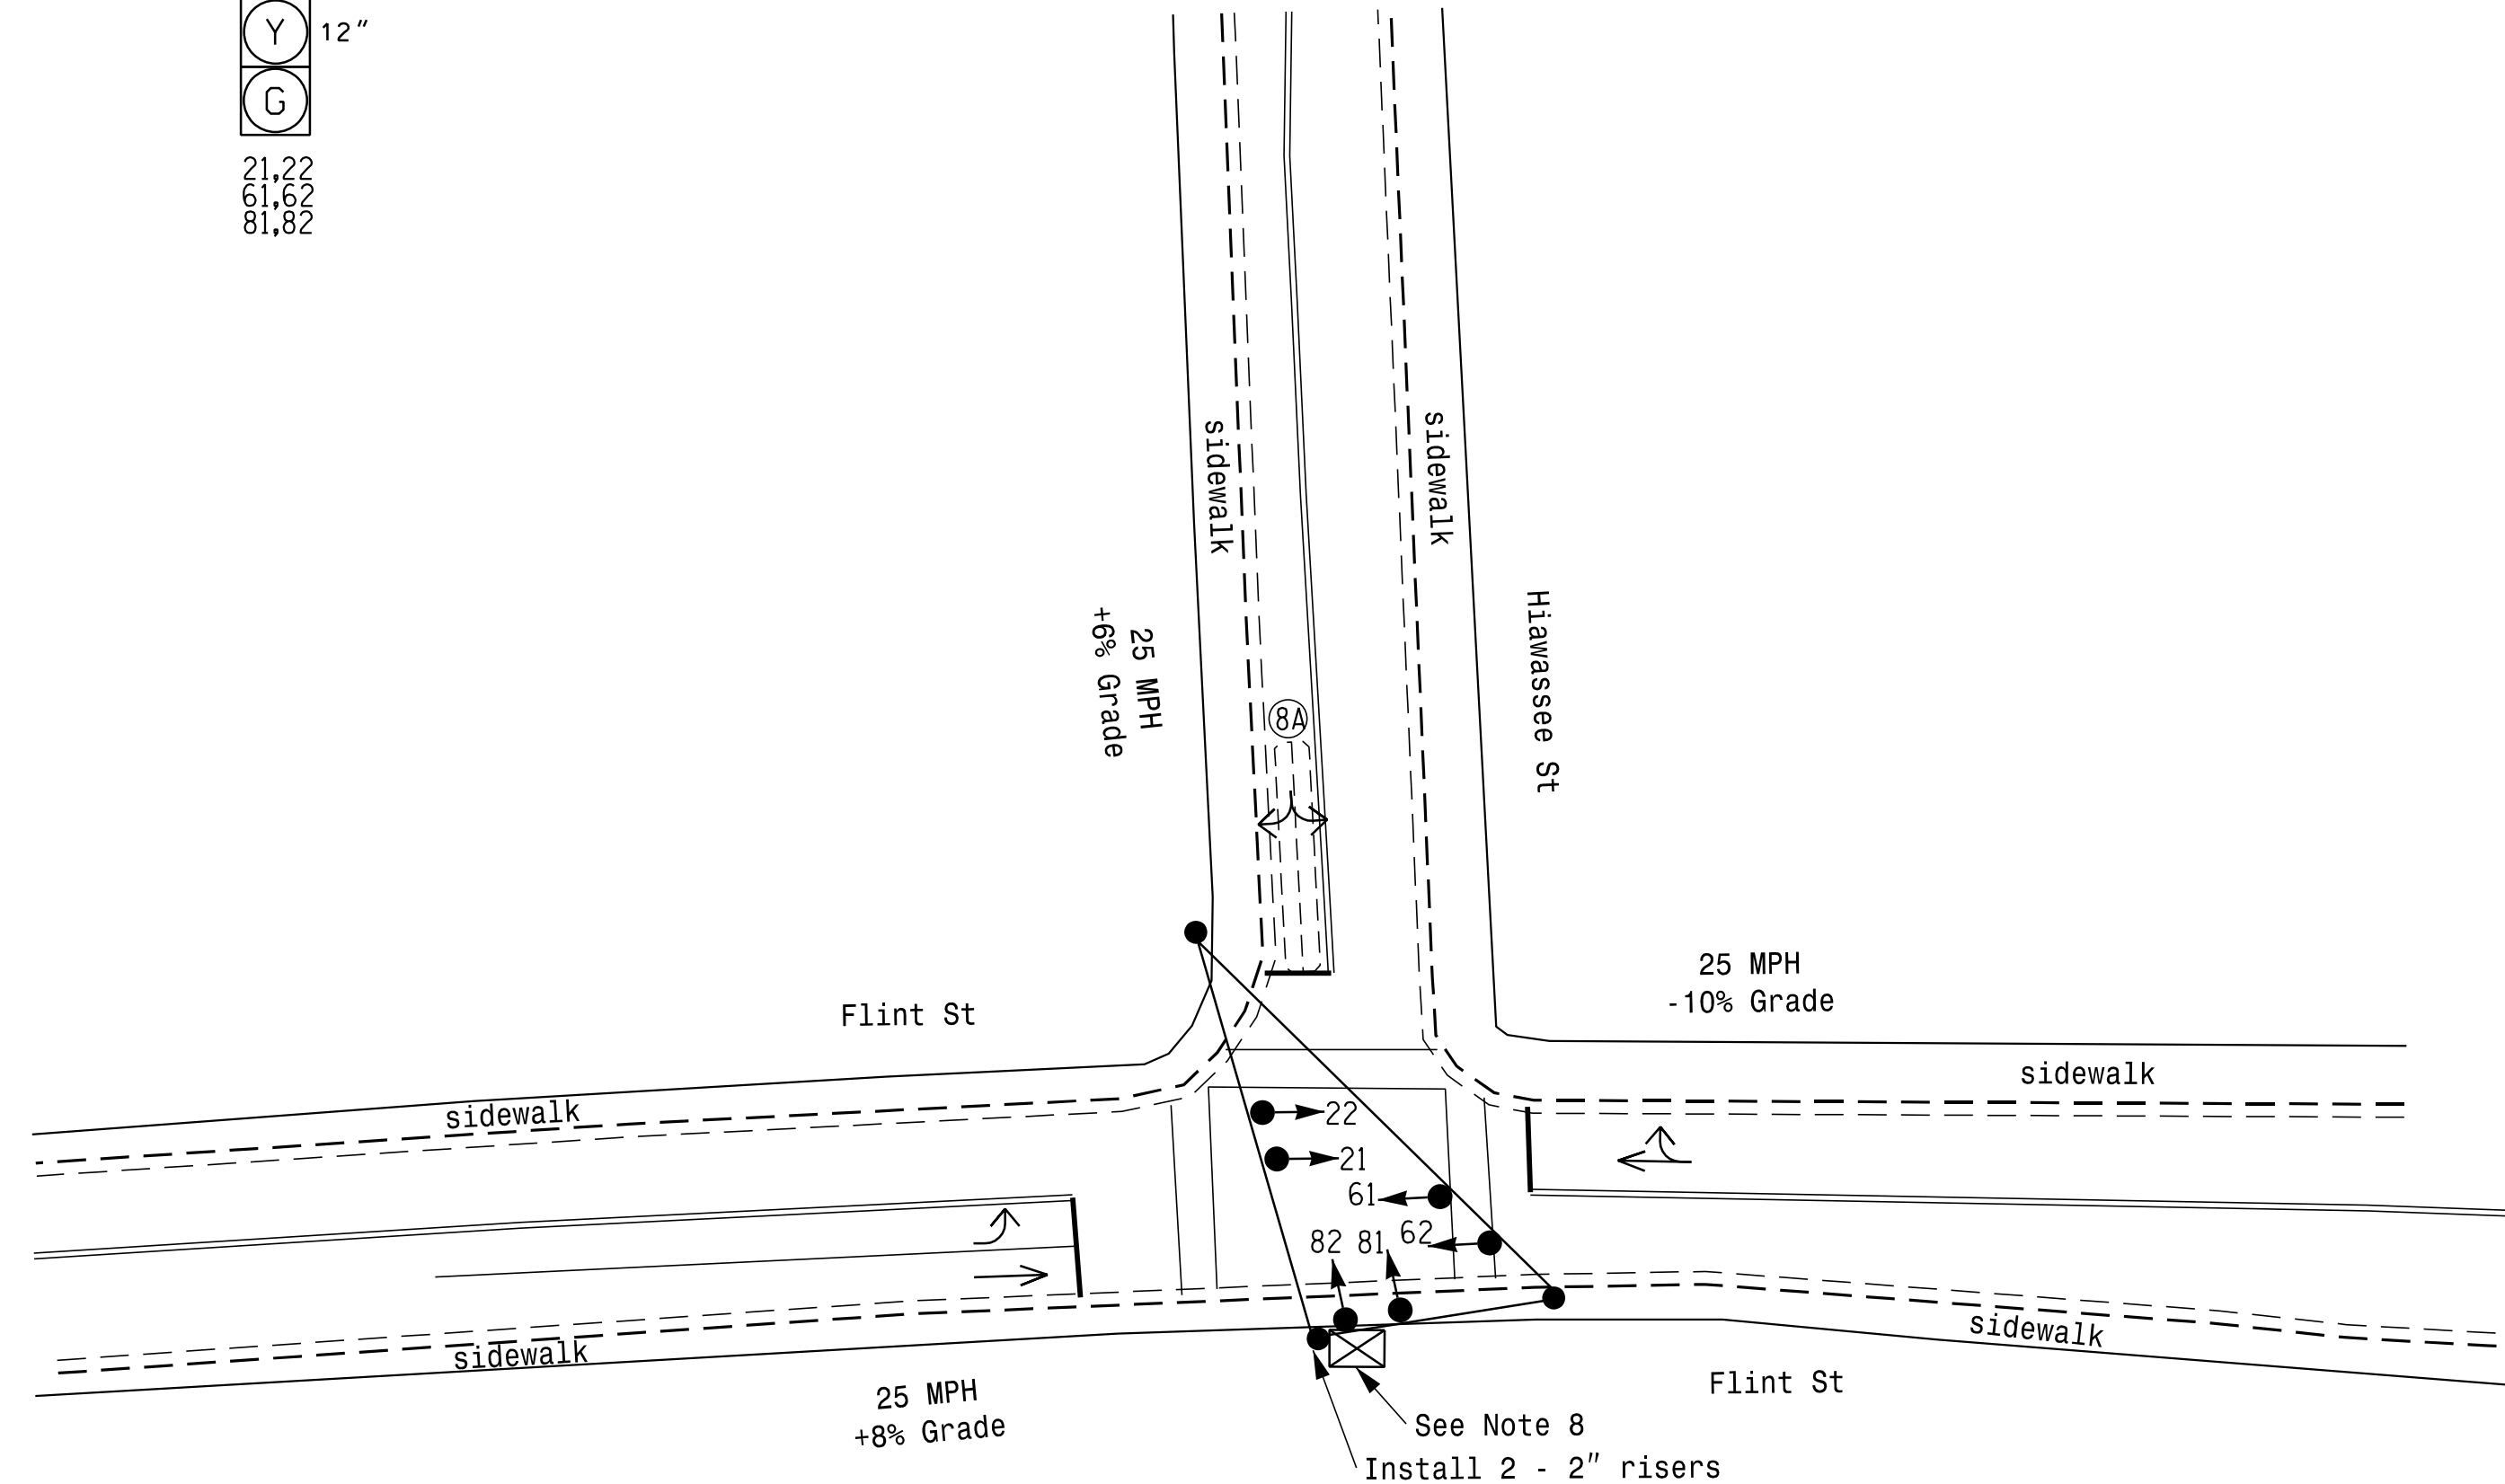 Y 12"
G
21,22
61,62
81,82
sidewalk
sidewalk
Hiawassee St
25 MPH
+6% Grade
8A
25 MPH
-10% Grade
Flint St
sidewalk
sidewalk
22
21
61
62
82 81
sidewalk
sidewalk
25 MPH
+8% Grade
Flint St
See Note 8
Install 2 - 2" risers